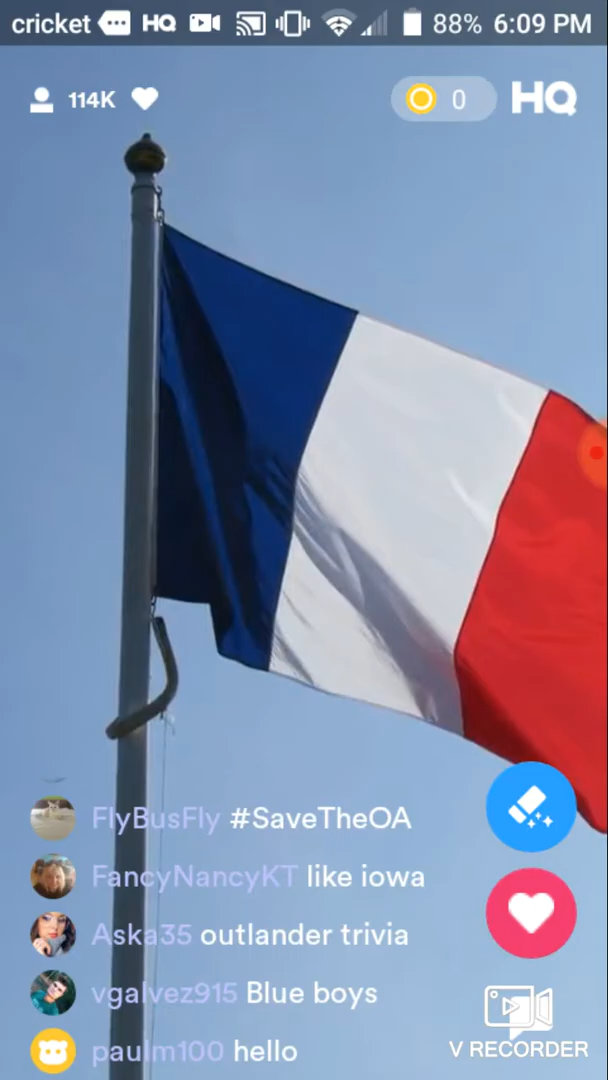 cricket HQ 88% 6:09 PM
114K 0 HQ
FlyBusFly #SaveTheOA
FancyNancyKT like iowa
Aska35 outlander trivia
vgalvez915 Blue boys
paulm100 hello
V RECORDER